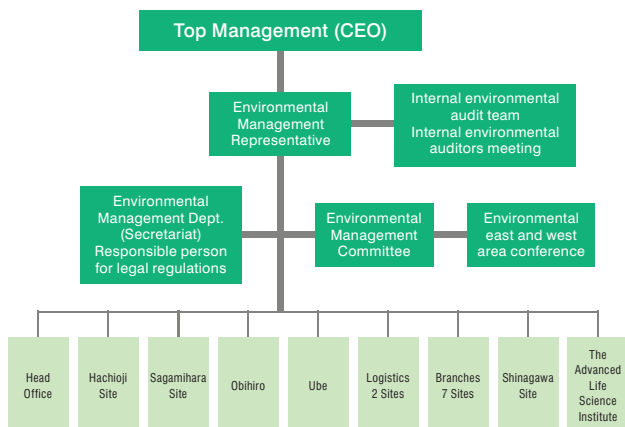 Top Management (CEO)
Environmental
Management
Representative
Internal environmental
audit team
Internal environmental
auditors meeting
Environmental
Management Dept.
(Secretariat)
Responsible person
for legal regulations
Environmental
Management
Committee
Environmental
east and west
area conference
Head
Office
Hachioji
Site
Sagamihara
Site
Obihiro
Ube
Logistics
2 Sites
Branches
7 Sites
Shinagawa
Site
The
Advanced
Life
Science
Institute